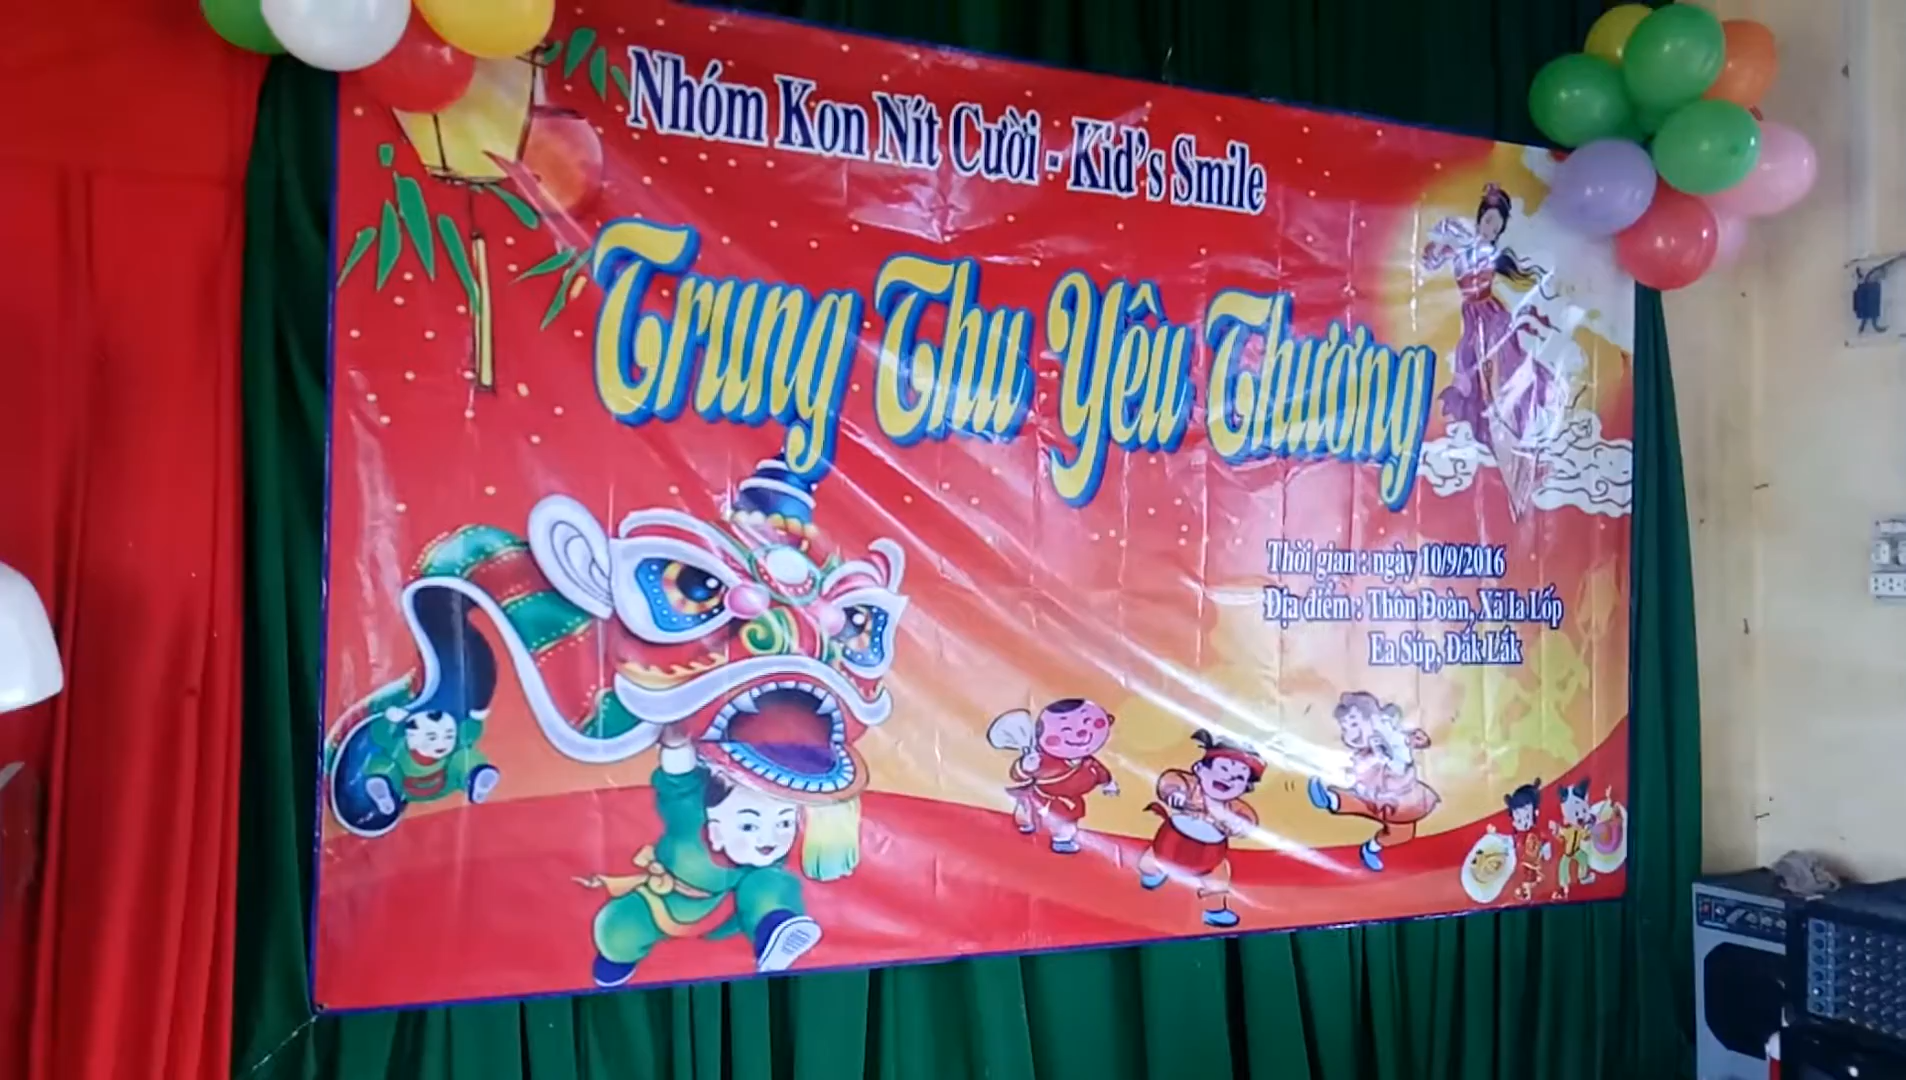 Nhóm Kon Nít Cười - Kid's Smile
Trung Thu Yêu Thương
Thời gian : ngày 10/9/2016
Địa điểm : Thôn Đoàn, Xã Ia Lốp
Ea Súp, Đắk Lắk